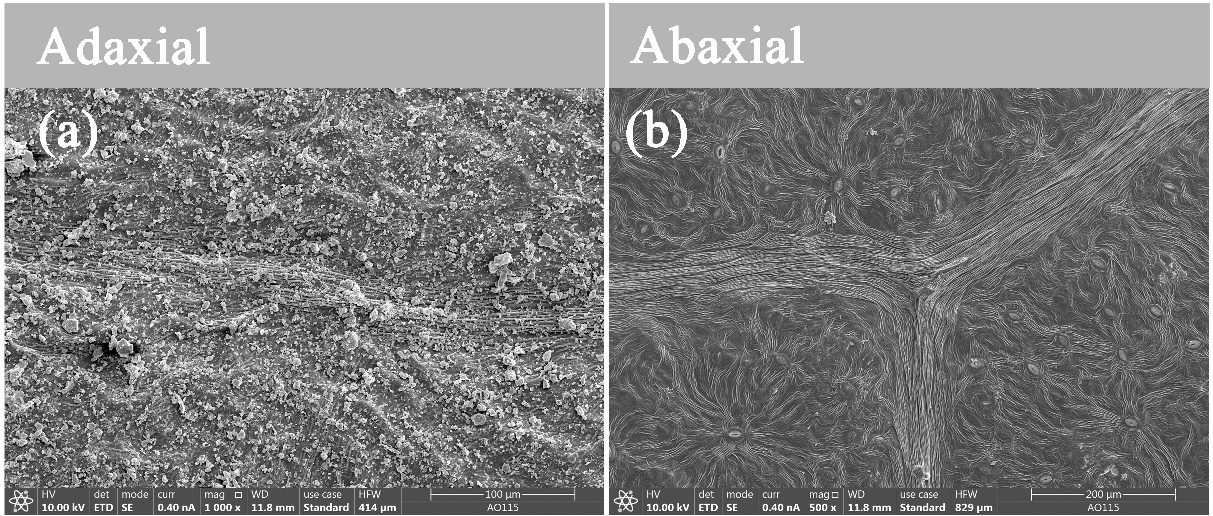 Adaxial
Abaxial
(a)
(b)
HV det mode curr mag □ WD use case HFW 100 µm
10.00 kV ETD SE 0.40 nA 1 000 x 11.8 mm Standard 414 µm AO115
HV det mode curr mag □ WD use case HFW 200 µm
10.00 kV ETD SE 0.40 nA 500 x 11.8 mm Standard 829 µm AO115